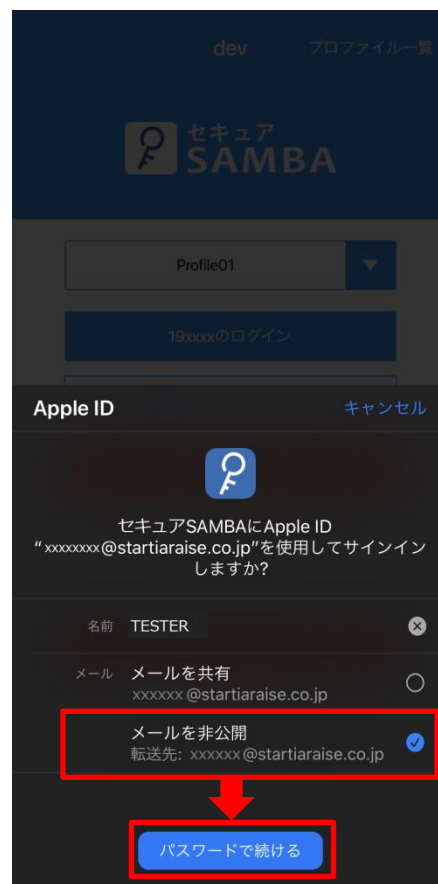 dev プロファイル一覧
セキュア
SAMBA
Profile01
19xxxxのログイン
Apple ID キャンセル
セキュアSAMBAにApple ID
“xxxxxxxx@startiaraise.co.jp”を使用してサインイン
しますか?
名前 TESTER
メール メールを共有
xxxxxx @startiaraise.co.jp
メールを非公開
転送先: xxxxxx @startiaraise.co.jp
パスワードで続ける